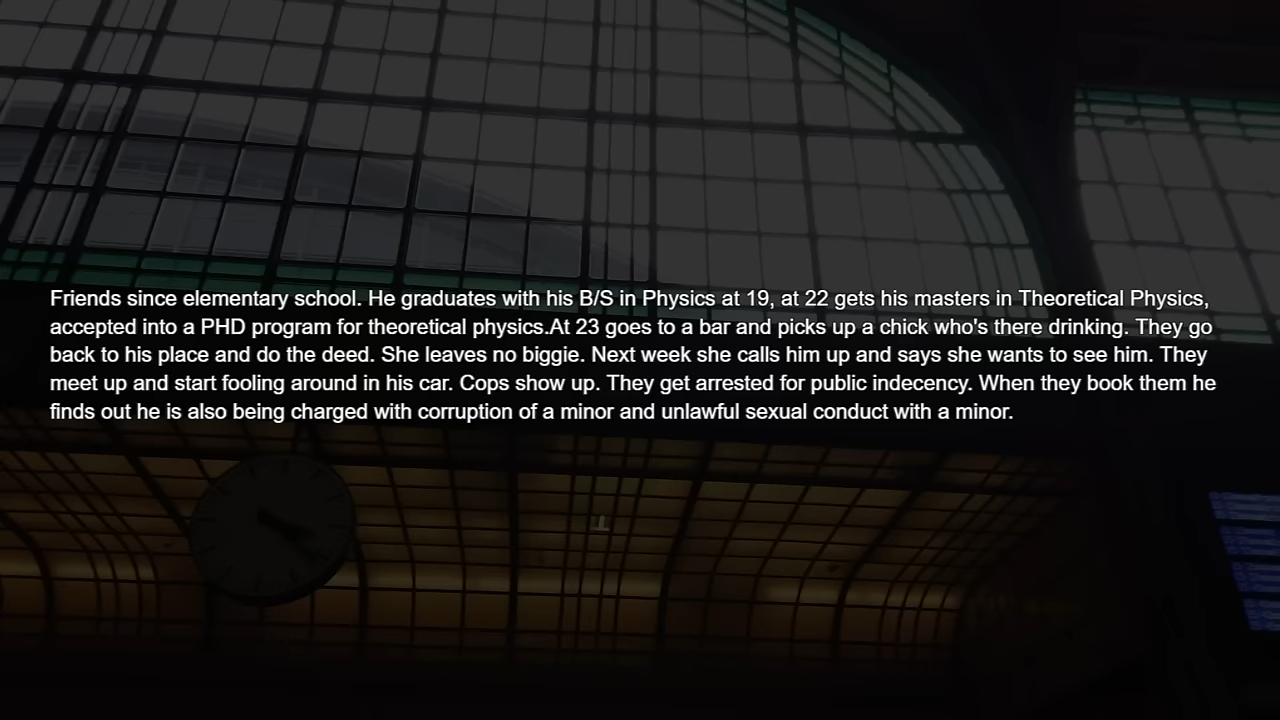 Friends since elementary school. He graduates with his B/S in Physics at 19, at 22 gets his masters in Theoretical Physics,
accepted into a PHD program for theoretical physics.At 23 goes to a bar and picks up a chick who's there drinking. They go
back to his place and do the deed. She leaves no biggie. Next week she calls him up and says she wants to see him. They
meet up and start fooling around in his car. Cops show up. They get arrested for public indecency. When they book them he
finds out he is also being charged with corruption of a minor and unlawful sexual conduct with a minor.